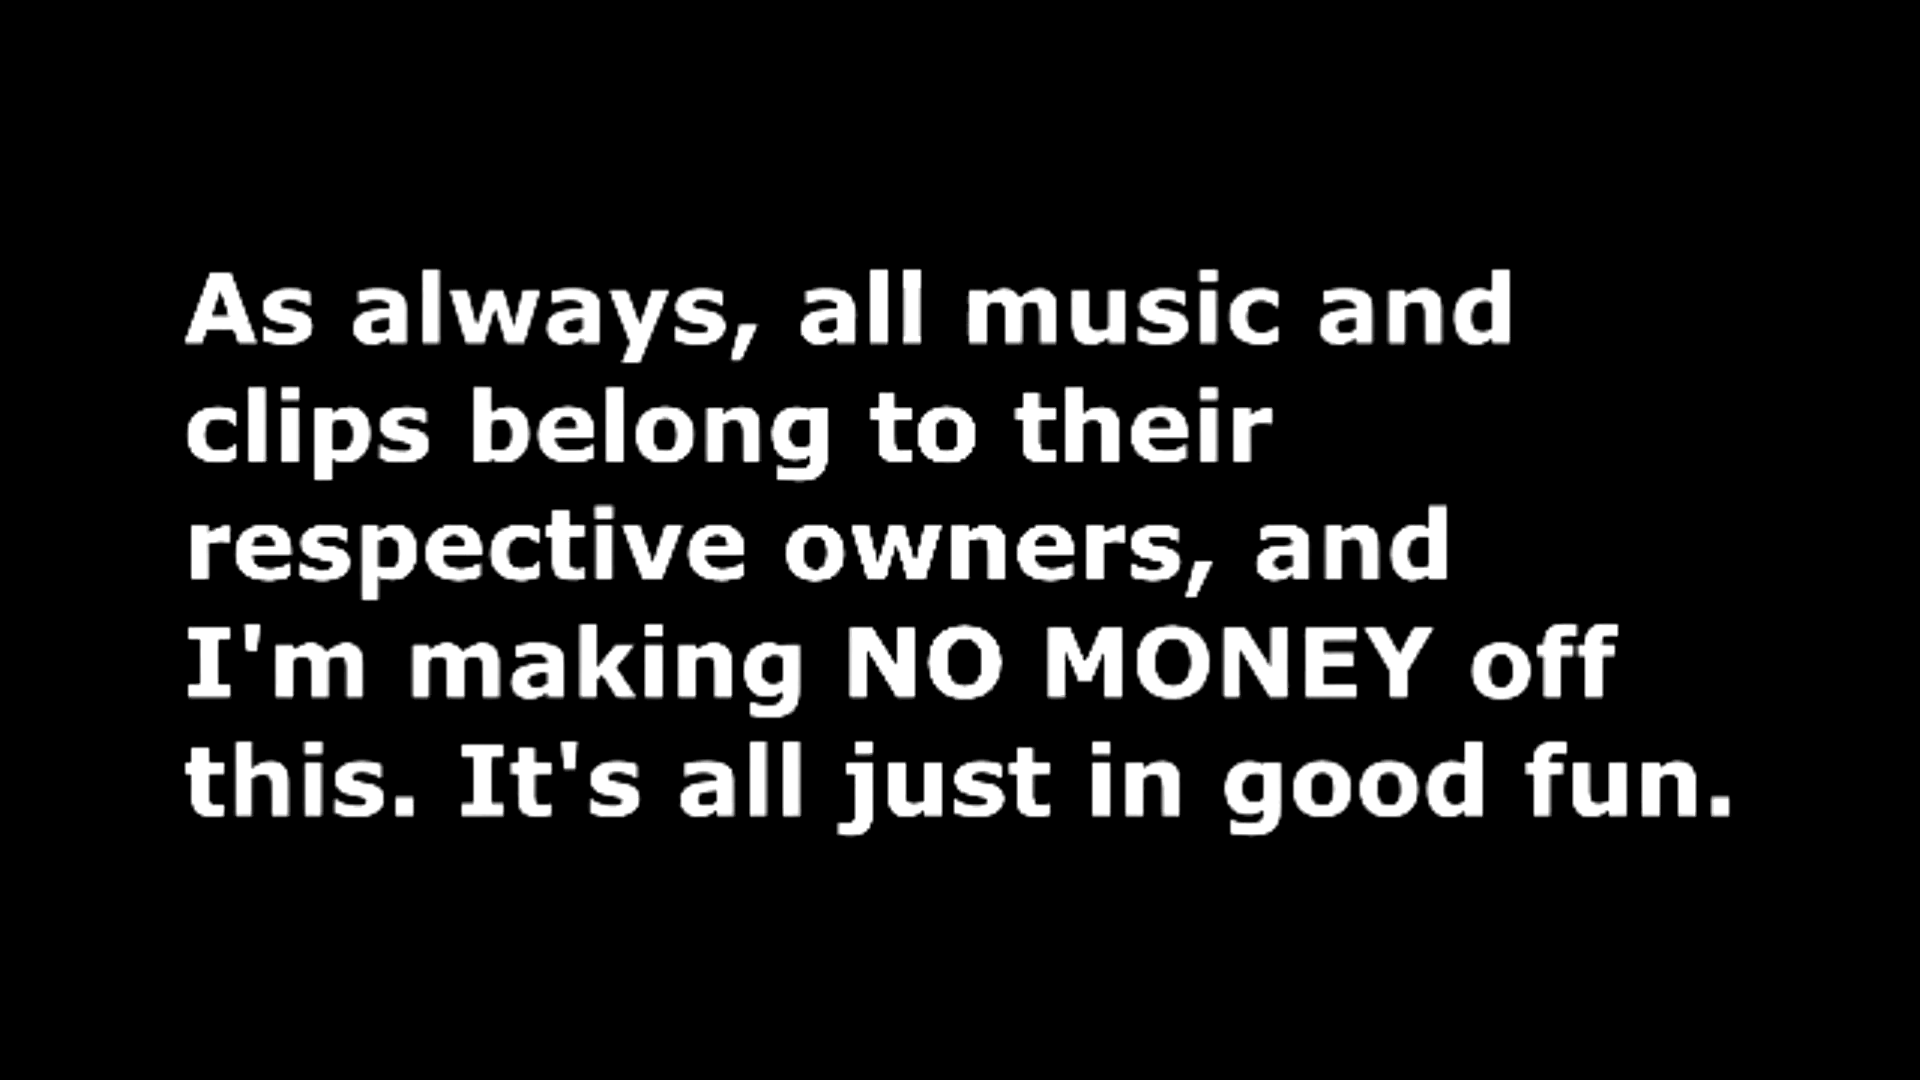 As always, all music and
clips belong to their
respective owners, and
I'm making NO MONEY off
this. It's all just in good fun.